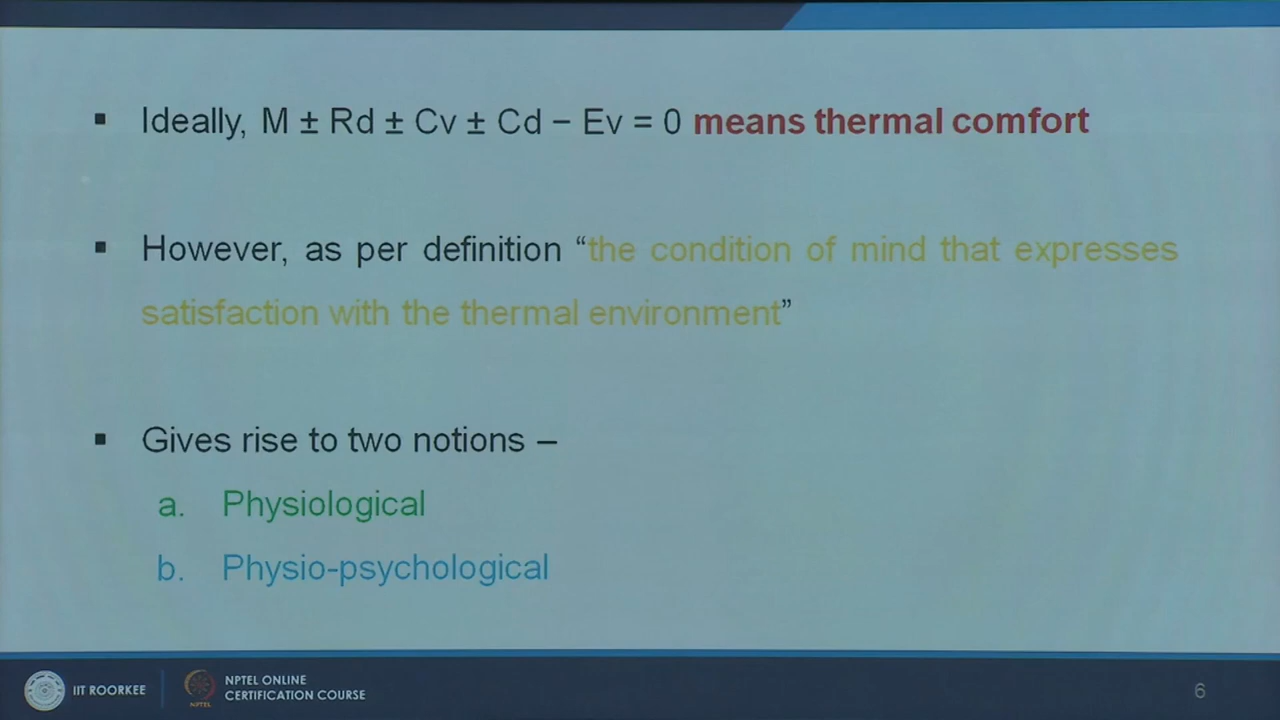 ▪ Ideally, M ± Rd ± Cv ± Cd − Ev = 0 means thermal comfort
▪ However, as per definition “the condition of mind that expresses
satisfaction with the thermal environment”
▪ Gives rise to two notions –
a. Physiological
b. Physio-psychological
IIT ROORKEE
NPTEL
NPTEL ONLINE
CERTIFICATION COURSE
6